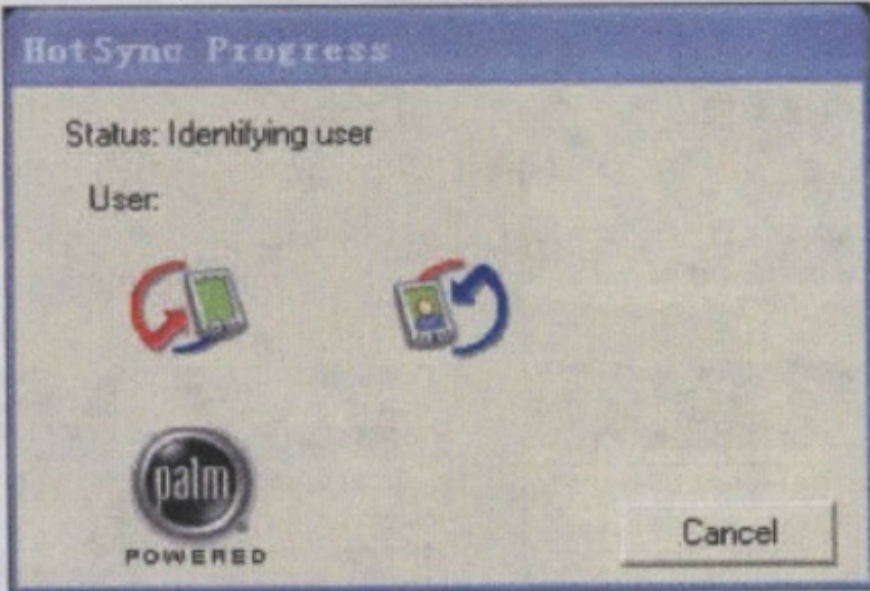 HotSync Progress
Status: Identifying user
User:
palm
POWERED
Cancel